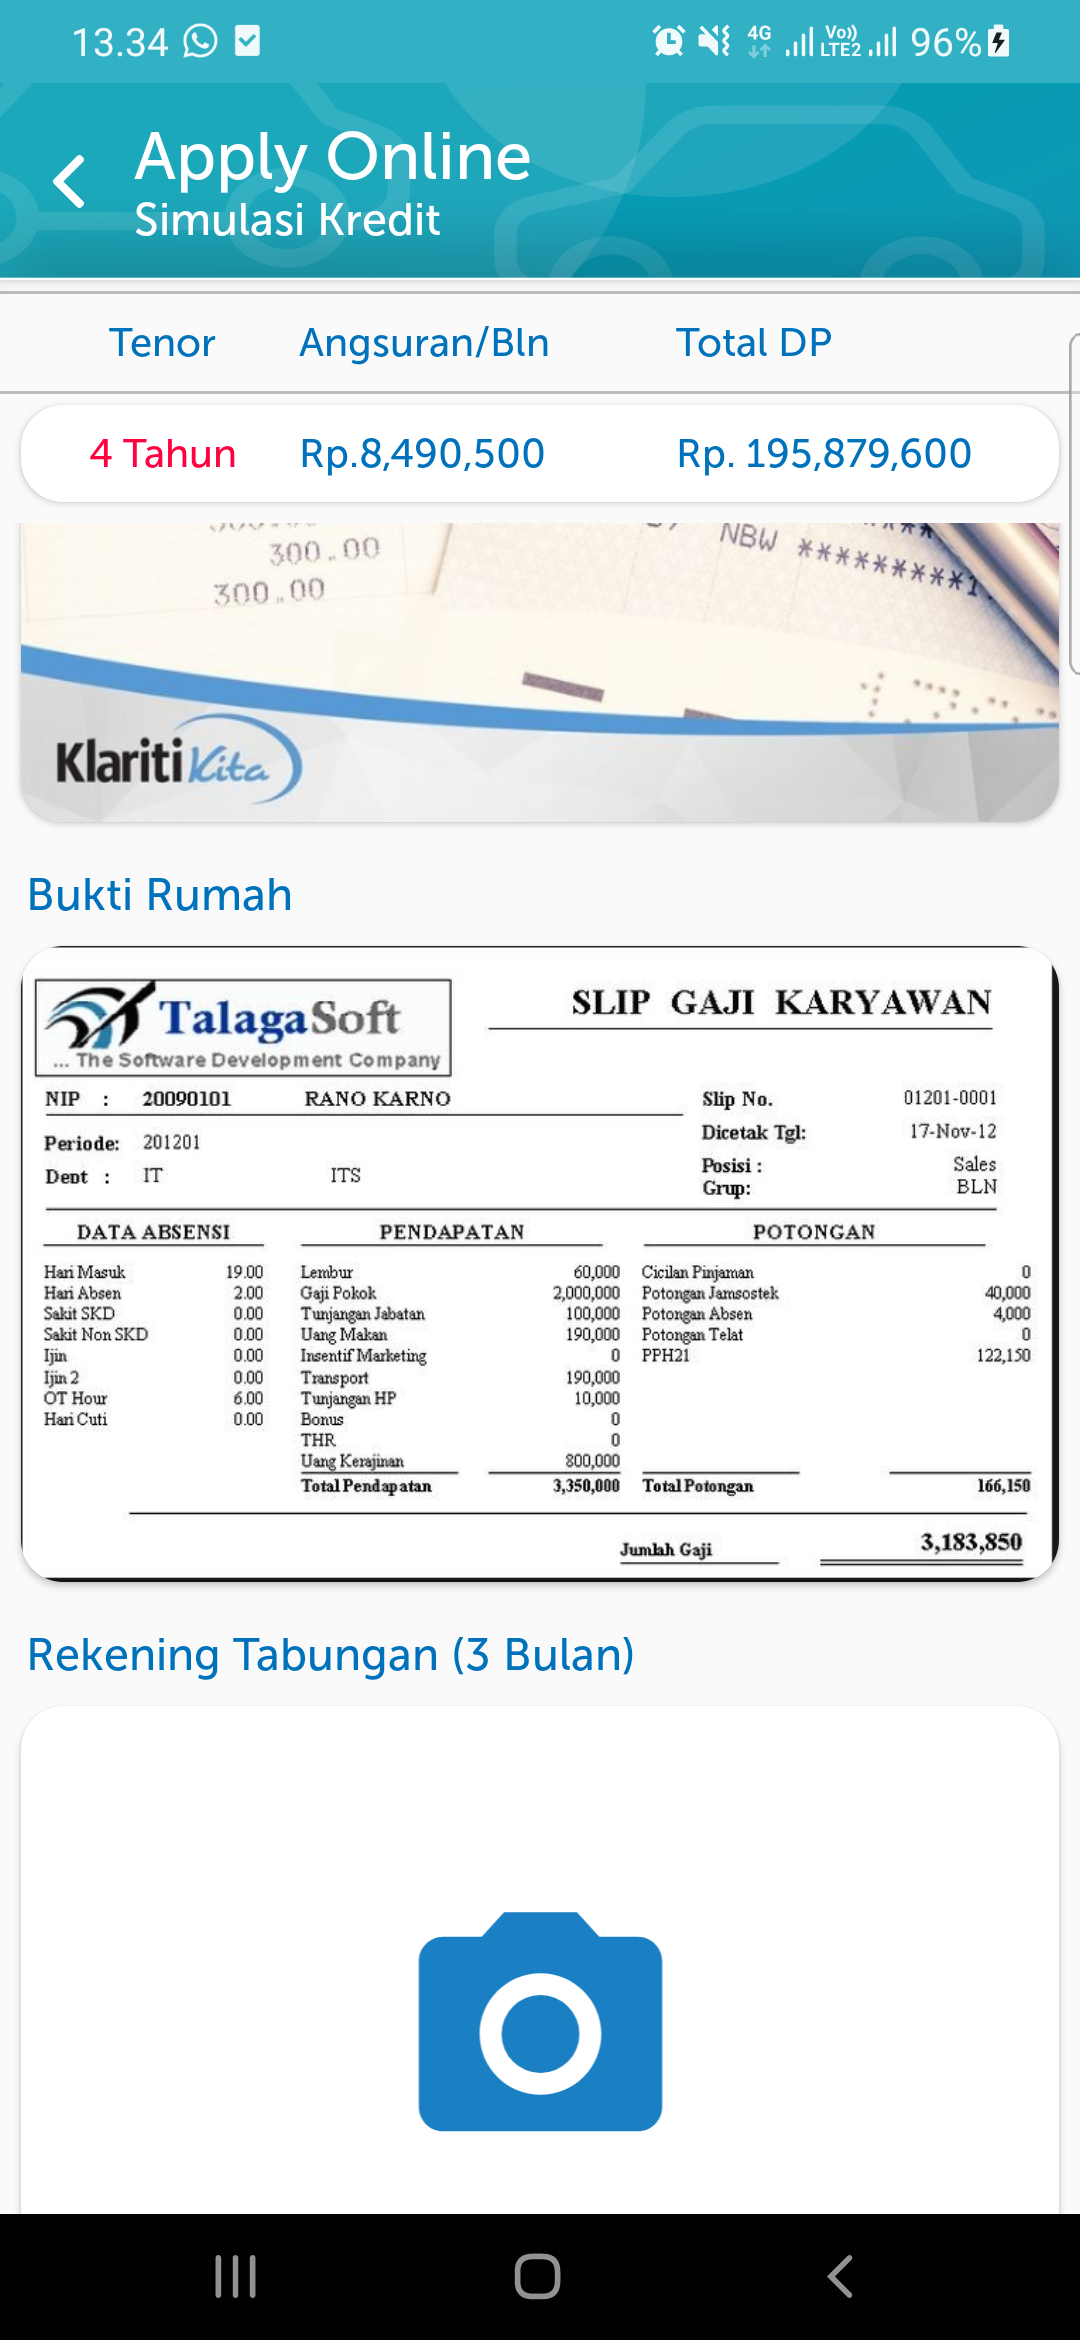 13.34 4G Vo)) LTE2 96%
Apply Online
Simulasi Kredit
Tenor Angsuran/Bln Total DP
4 Tahun Rp.8,490,500 Rp. 195,879,600
300.00
300.00
NBW *********1
Klariti Kita
Bukti Rumah
TalagaSoft
... The Software Development Company
SLIP GAJI KARYAWAN
NIP : 20090101 RANO KARNO Slip No. 01201-0001
Periode: 201201 Dicetak Tgl: 17-Nov-12
Dept : IT ITS Posisi : Sales
Grup: BLN
DATA ABSENSI PENDAPATAN POTONGAN
Hari Masuk 19.00 Lembur 60,000 Cicilan Pinjaman 0
Hari Absen 2.00 Gaji Pokok 2,000,000 Potongan Jamsostek 40,000
Sakit SKD 0.00 Tunjangan Jabatan 100,000 Potongan Absen 4,000
Sakit Non SKD 0.00 Uang Makan 190,000 Potongan Telat 0
Ijin 0.00 Insentif Marketing 0 PPH21 122,150
Ijin 2 0.00 Transport 190,000
OT Hour 6.00 Tunjangan HP 10,000
Hari Cuti 0.00 Bonus 0
THR 0
Uang Kerajinan 800,000
Total Pendapatan 3,350,000 Total Potongan 166,150
Jumlah Gaji 3,183,850
Rekening Tabungan (3 Bulan)